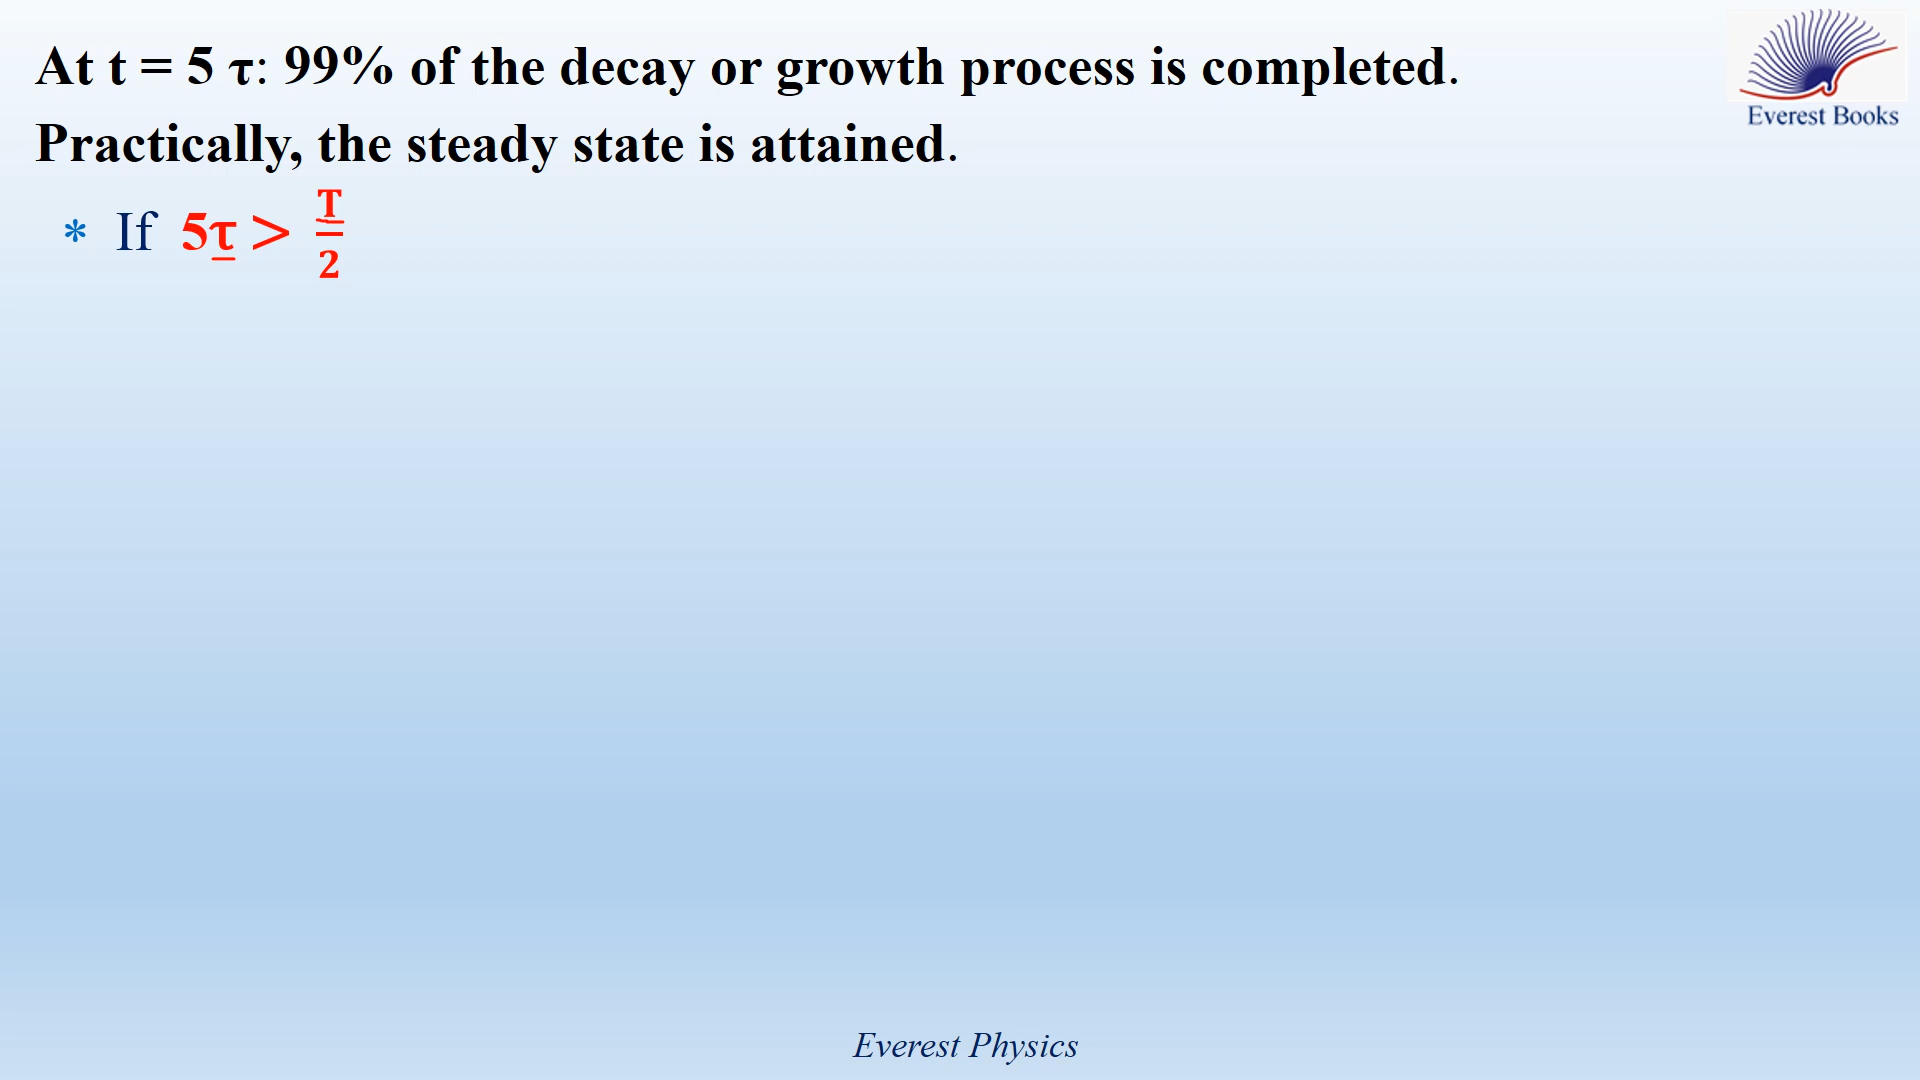 At t = 5 τ: 99% of the decay or growth process is completed.
Everest Books
Practically, the steady state is attained.
* If 5τ > T/2
Everest Physics